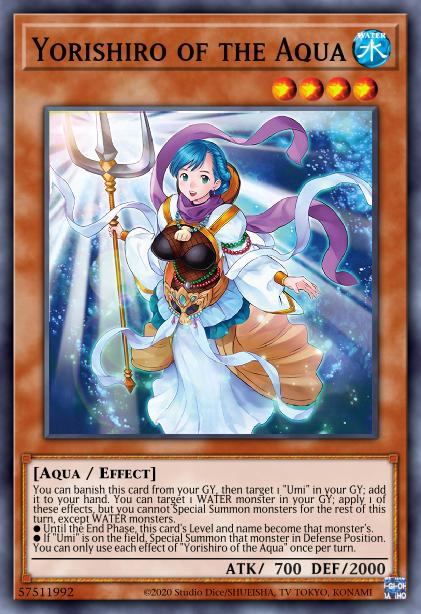 YORISHIRO OF THE AQUA
WATER
水
[AQUA / EFFECT]
You can banish this card from your GY, then target 1 "Umi" in your GY; add
it to your hand. You can target 1 WATER monster in your GY; apply 1 of
these effects, but you cannot Special Summon monsters for the rest of this
turn, except WATER monsters.
● Until the End Phase, this card's Level and name become that monster's.
● If "Umi" is on the field, Special Summon that monster in Defense Position.
You can only use each effect of "Yorishiro of the Aqua" once per turn.
ATK/ 700 DEF/2000
57511992
©2020 Studio Dice/SHUEISHA, TV TOKYO, KONAMI